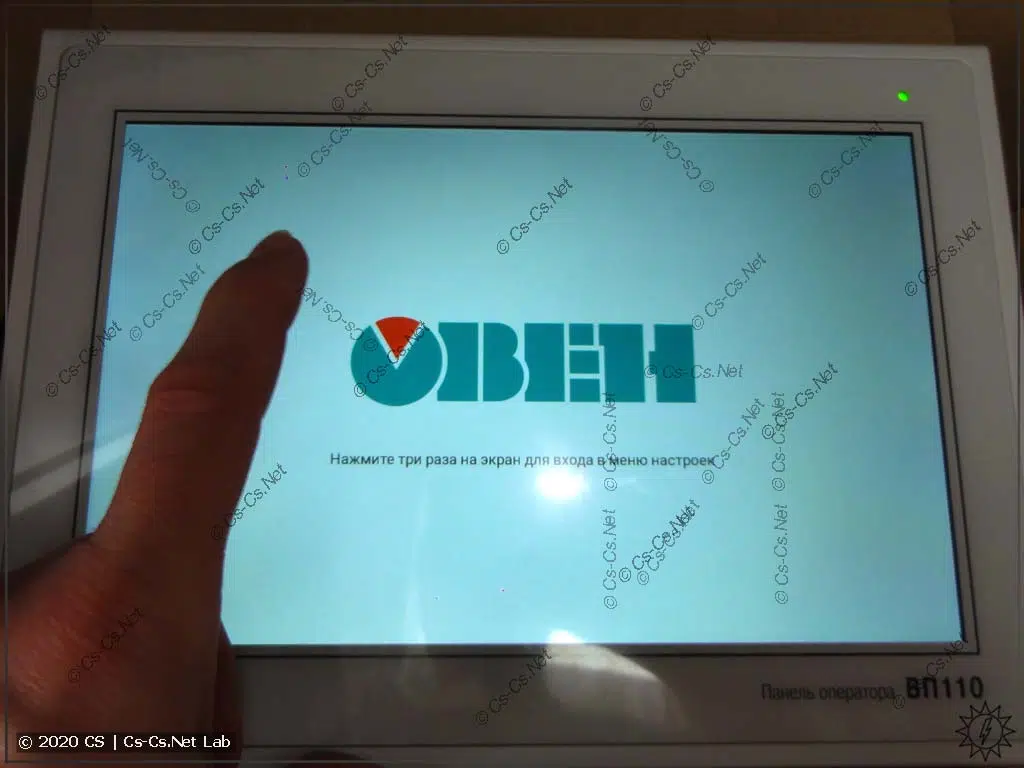 ОВЕН
Нажмите три раза на экран для входа в меню настроек
Панель оператора ВП110
© 2020 CS | Cs-Cs.Net Lab
© Cs-Cs.Net